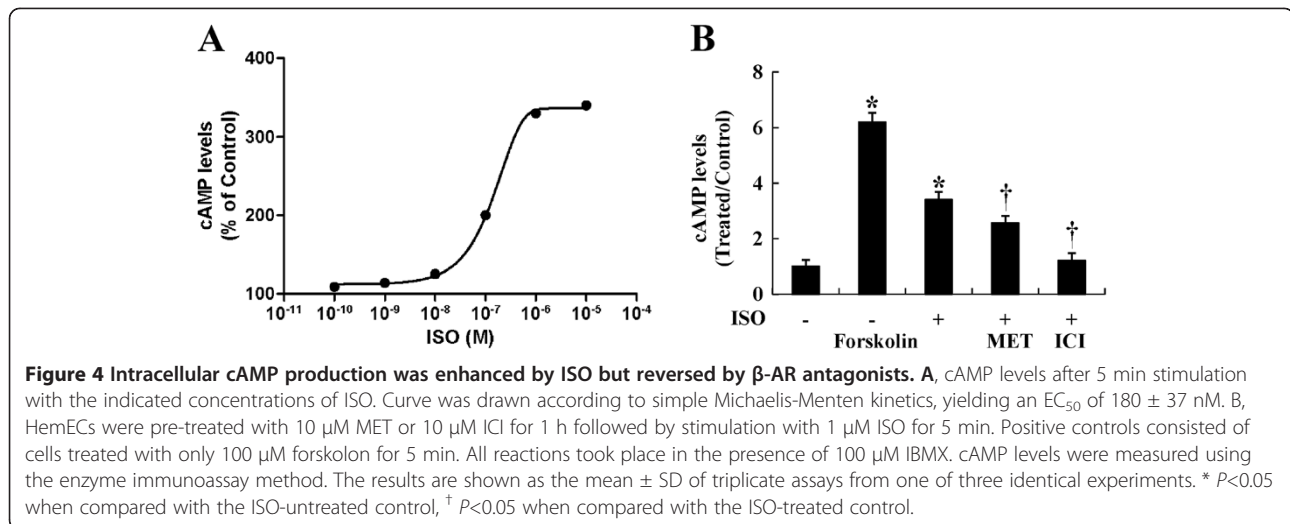 A
B
400
300
200
100
cAMP levels
(% of Control)
10-11 10-10 10-9 10-8 10-7 10-6 10-5 10-4
ISO (M)
8
6
4
2
0
cAMP levels
(Treated/Control)
*
*
†
†
ISO - - + + +
Forskolin MET ICI
Figure 4 Intracellular cAMP production was enhanced by ISO but reversed by β-AR antagonists. A, cAMP levels after 5 min stimulation
with the indicated concentrations of ISO. Curve was drawn according to simple Michaelis-Menten kinetics, yielding an EC50 of 180 ± 37 nM. B,
HemECs were pre-treated with 10 μM MET or 10 μM ICI for 1 h followed by stimulation with 1 μM ISO for 5 min. Positive controls consisted of
cells treated with only 100 μM forskolon for 5 min. All reactions took place in the presence of 100 μM IBMX. cAMP levels were measured using
the enzyme immunoassay method. The results are shown as the mean ± SD of triplicate assays from one of three identical experiments. * P<0.05
when compared with the ISO-untreated control, † P<0.05 when compared with the ISO-treated control.